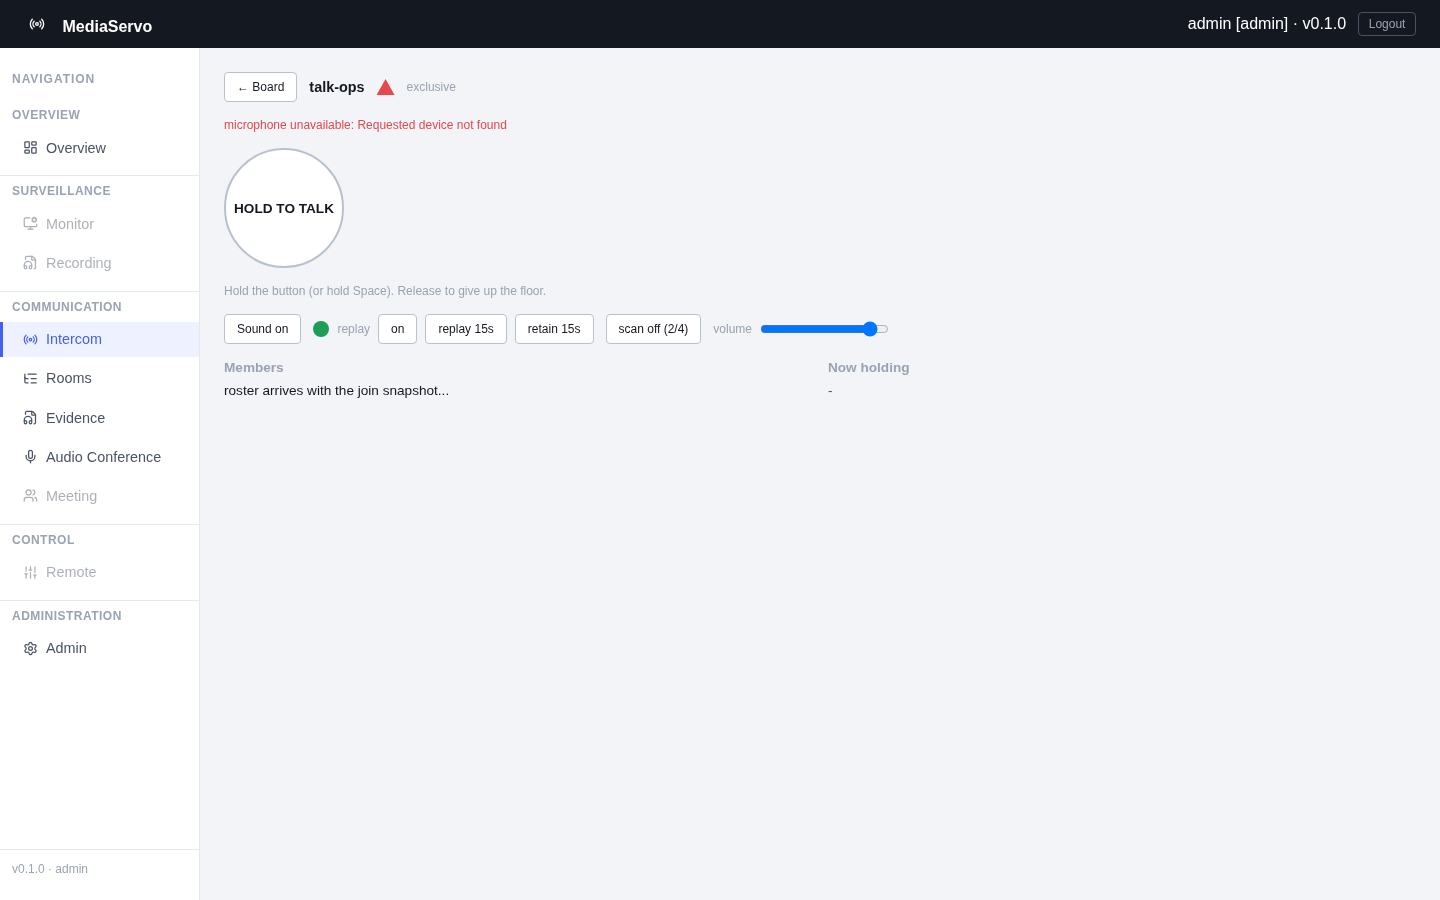 MediaServo
admin [admin] · v0.1.0
Logout
NAVIGATION
OVERVIEW
Overview
SURVEILLANCE
Monitor
Recording
COMMUNICATION
Intercom
Rooms
Evidence
Audio Conference
Meeting
CONTROL
Remote
ADMINISTRATION
Admin
v0.1.0 · admin
← Board
talk-ops
exclusive
microphone unavailable: Requested device not found
HOLD TO TALK
Hold the button (or hold Space). Release to give up the floor.
Sound on
replay
on
replay 15s
retain 15s
scan off (2/4)
volume
Members
roster arrives with the join snapshot...
Now holding
-